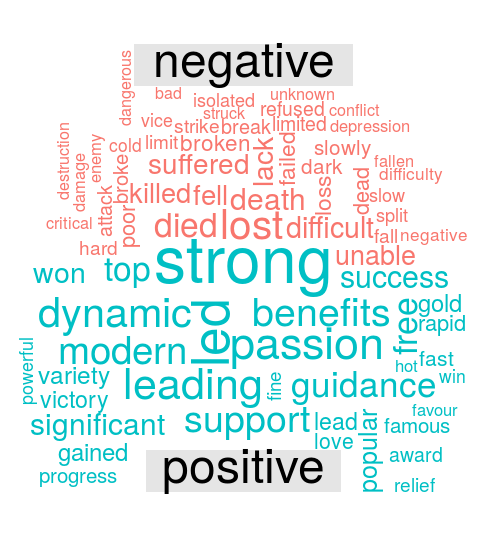 negative
bad
unknown
dangerous
isolated
struck
refused
conflict
vice
strike
break
limited
depression
destruction
enemy
cold
limit
broken
lack
failed
slowly
damage
broke
suffered
dark
fallen
difficulty
attack
killed
fell
death
loss
dead
slow
critical
poor
died
lost
difficult
split
fall
negative
hard
strong
unable
won
top
success
dynamic
led
benefits
free
gold
rapid
modern
passion
hot
fast
powerful
variety
leading
fine
guidance
win
victory
significant
support
lead
popular
favour
famous
love
gained
award
progress
positive
relief